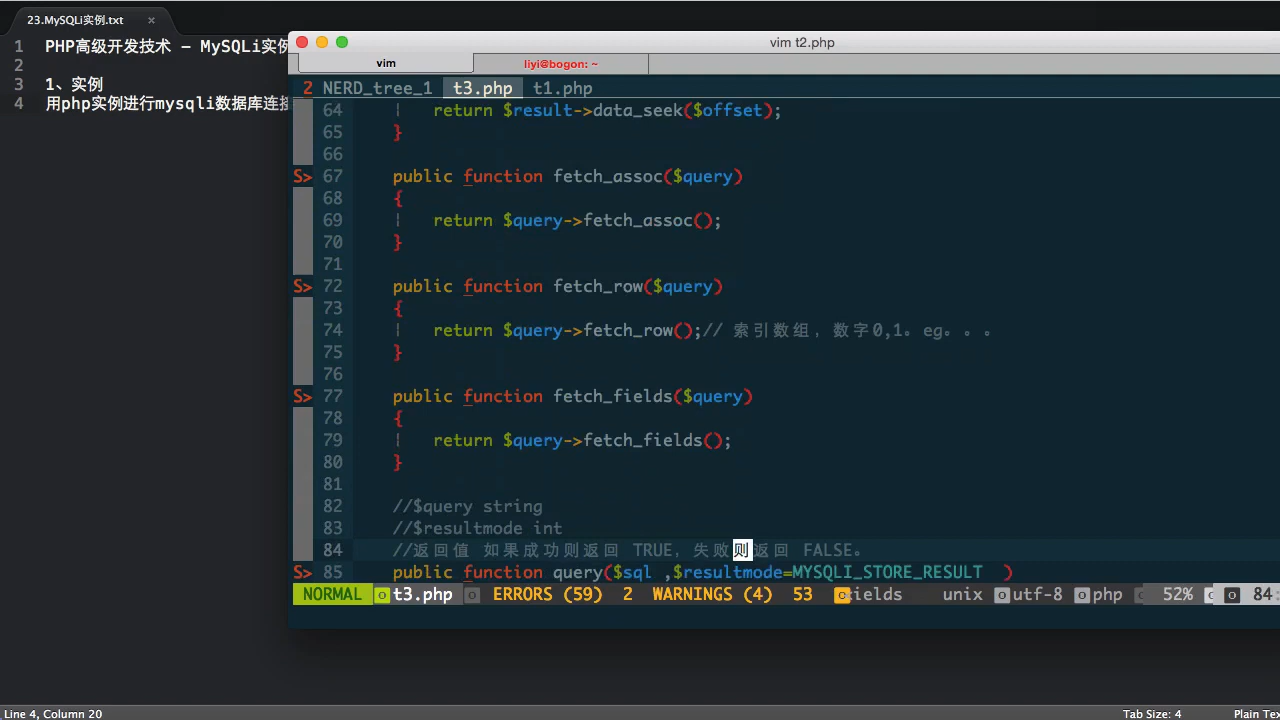 23.MySQLi实例.txt ×
1 PHP高级开发技术 – MySQLi实例
2
3 1、实例
4 用php实例进行mysqli数据库连接
vim t2.php
vim liyi@bogon: ~
2 NERD_tree_1 t3.php t1.php
64 return $result->data_seek($offset);
65 }
66
S> 67 public function fetch_assoc($query)
68 {
69 return $query->fetch_assoc();
70 }
71
S> 72 public function fetch_row($query)
73 {
74 return $query->fetch_row();// 索引数组，数字0,1。eg。。。
75 }
76
S> 77 public function fetch_fields($query)
78 {
79 return $query->fetch_fields();
80 }
81
82 //$query string
83 //$resultmode int
84 //返回值 如果成功则返回 TRUE，失败则返回 FALSE。
S> 85 public function query($sql ,$resultmode=MYSQLI_STORE_RESULT )
NORMAL t3.php ERRORS (59) 2 WARNINGS (4) 53 ields unix utf-8 php 52% 84:
Line 4, Column 20 Tab Size: 4 Plain Tex